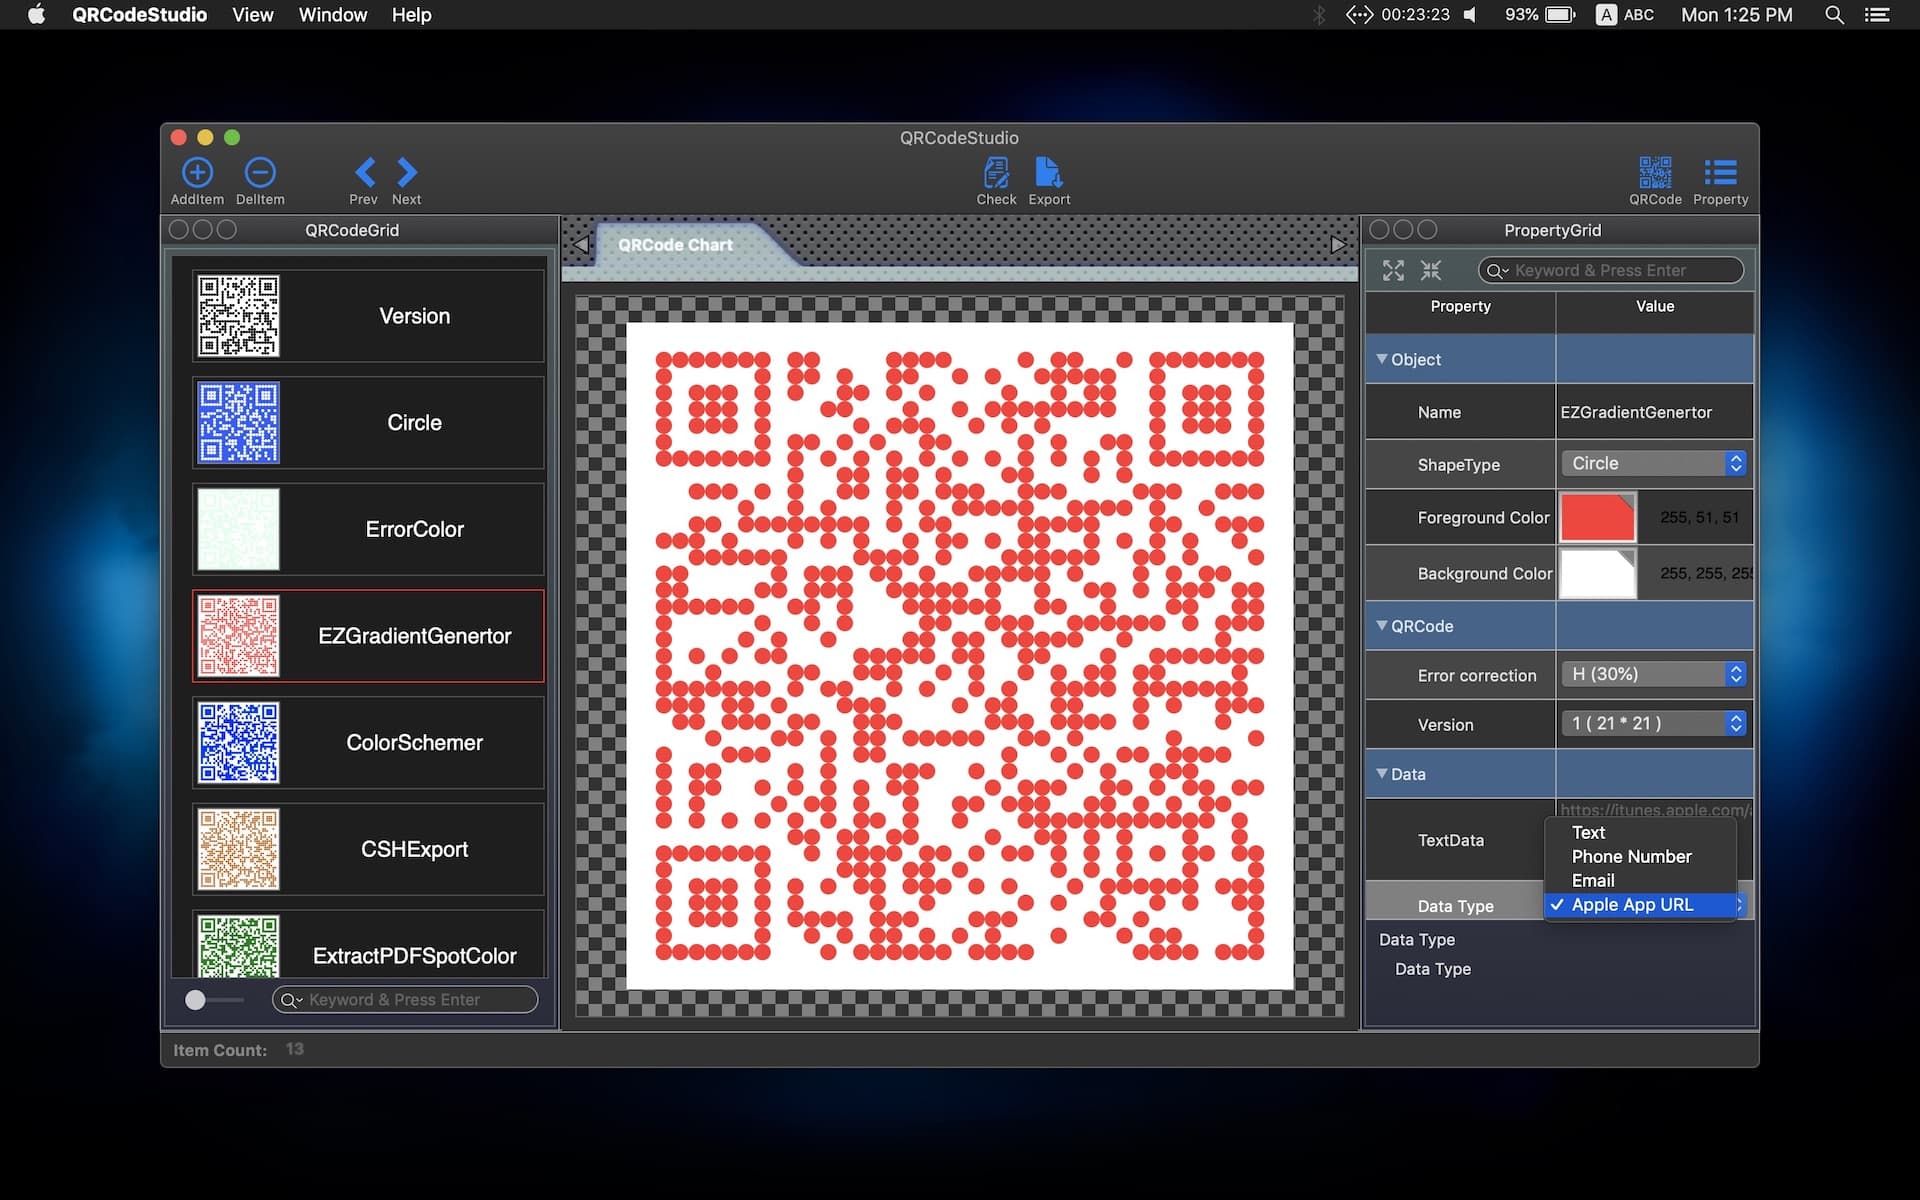 QRCodeStudio View Window Help 00:23:23 93% A ABC Mon 1:25 PM
QRCodeStudio
AddItem DelItem Prev Next Check Export QRCode Property
QRCodeGrid
Version
Circle
ErrorColor
EZGradientGenertor
ColorSchemer
CSHExport
ExtractPDFSpotColor
Keyword & Press Enter
Item Count: 13
QRCode Chart
PropertyGrid
Keyword & Press Enter
Property Value
Object
Name EZGradientGenertor
ShapeType Circle
Foreground Color 255, 51, 51
Background Color 255, 255, 255
QRCode
Error correction H (30%)
Version 1 ( 21 * 21 )
Data
https://itunes.apple.com/
TextData
Text
Phone Number
Email
Data Type ✓ Apple App URL
Data Type
Data Type